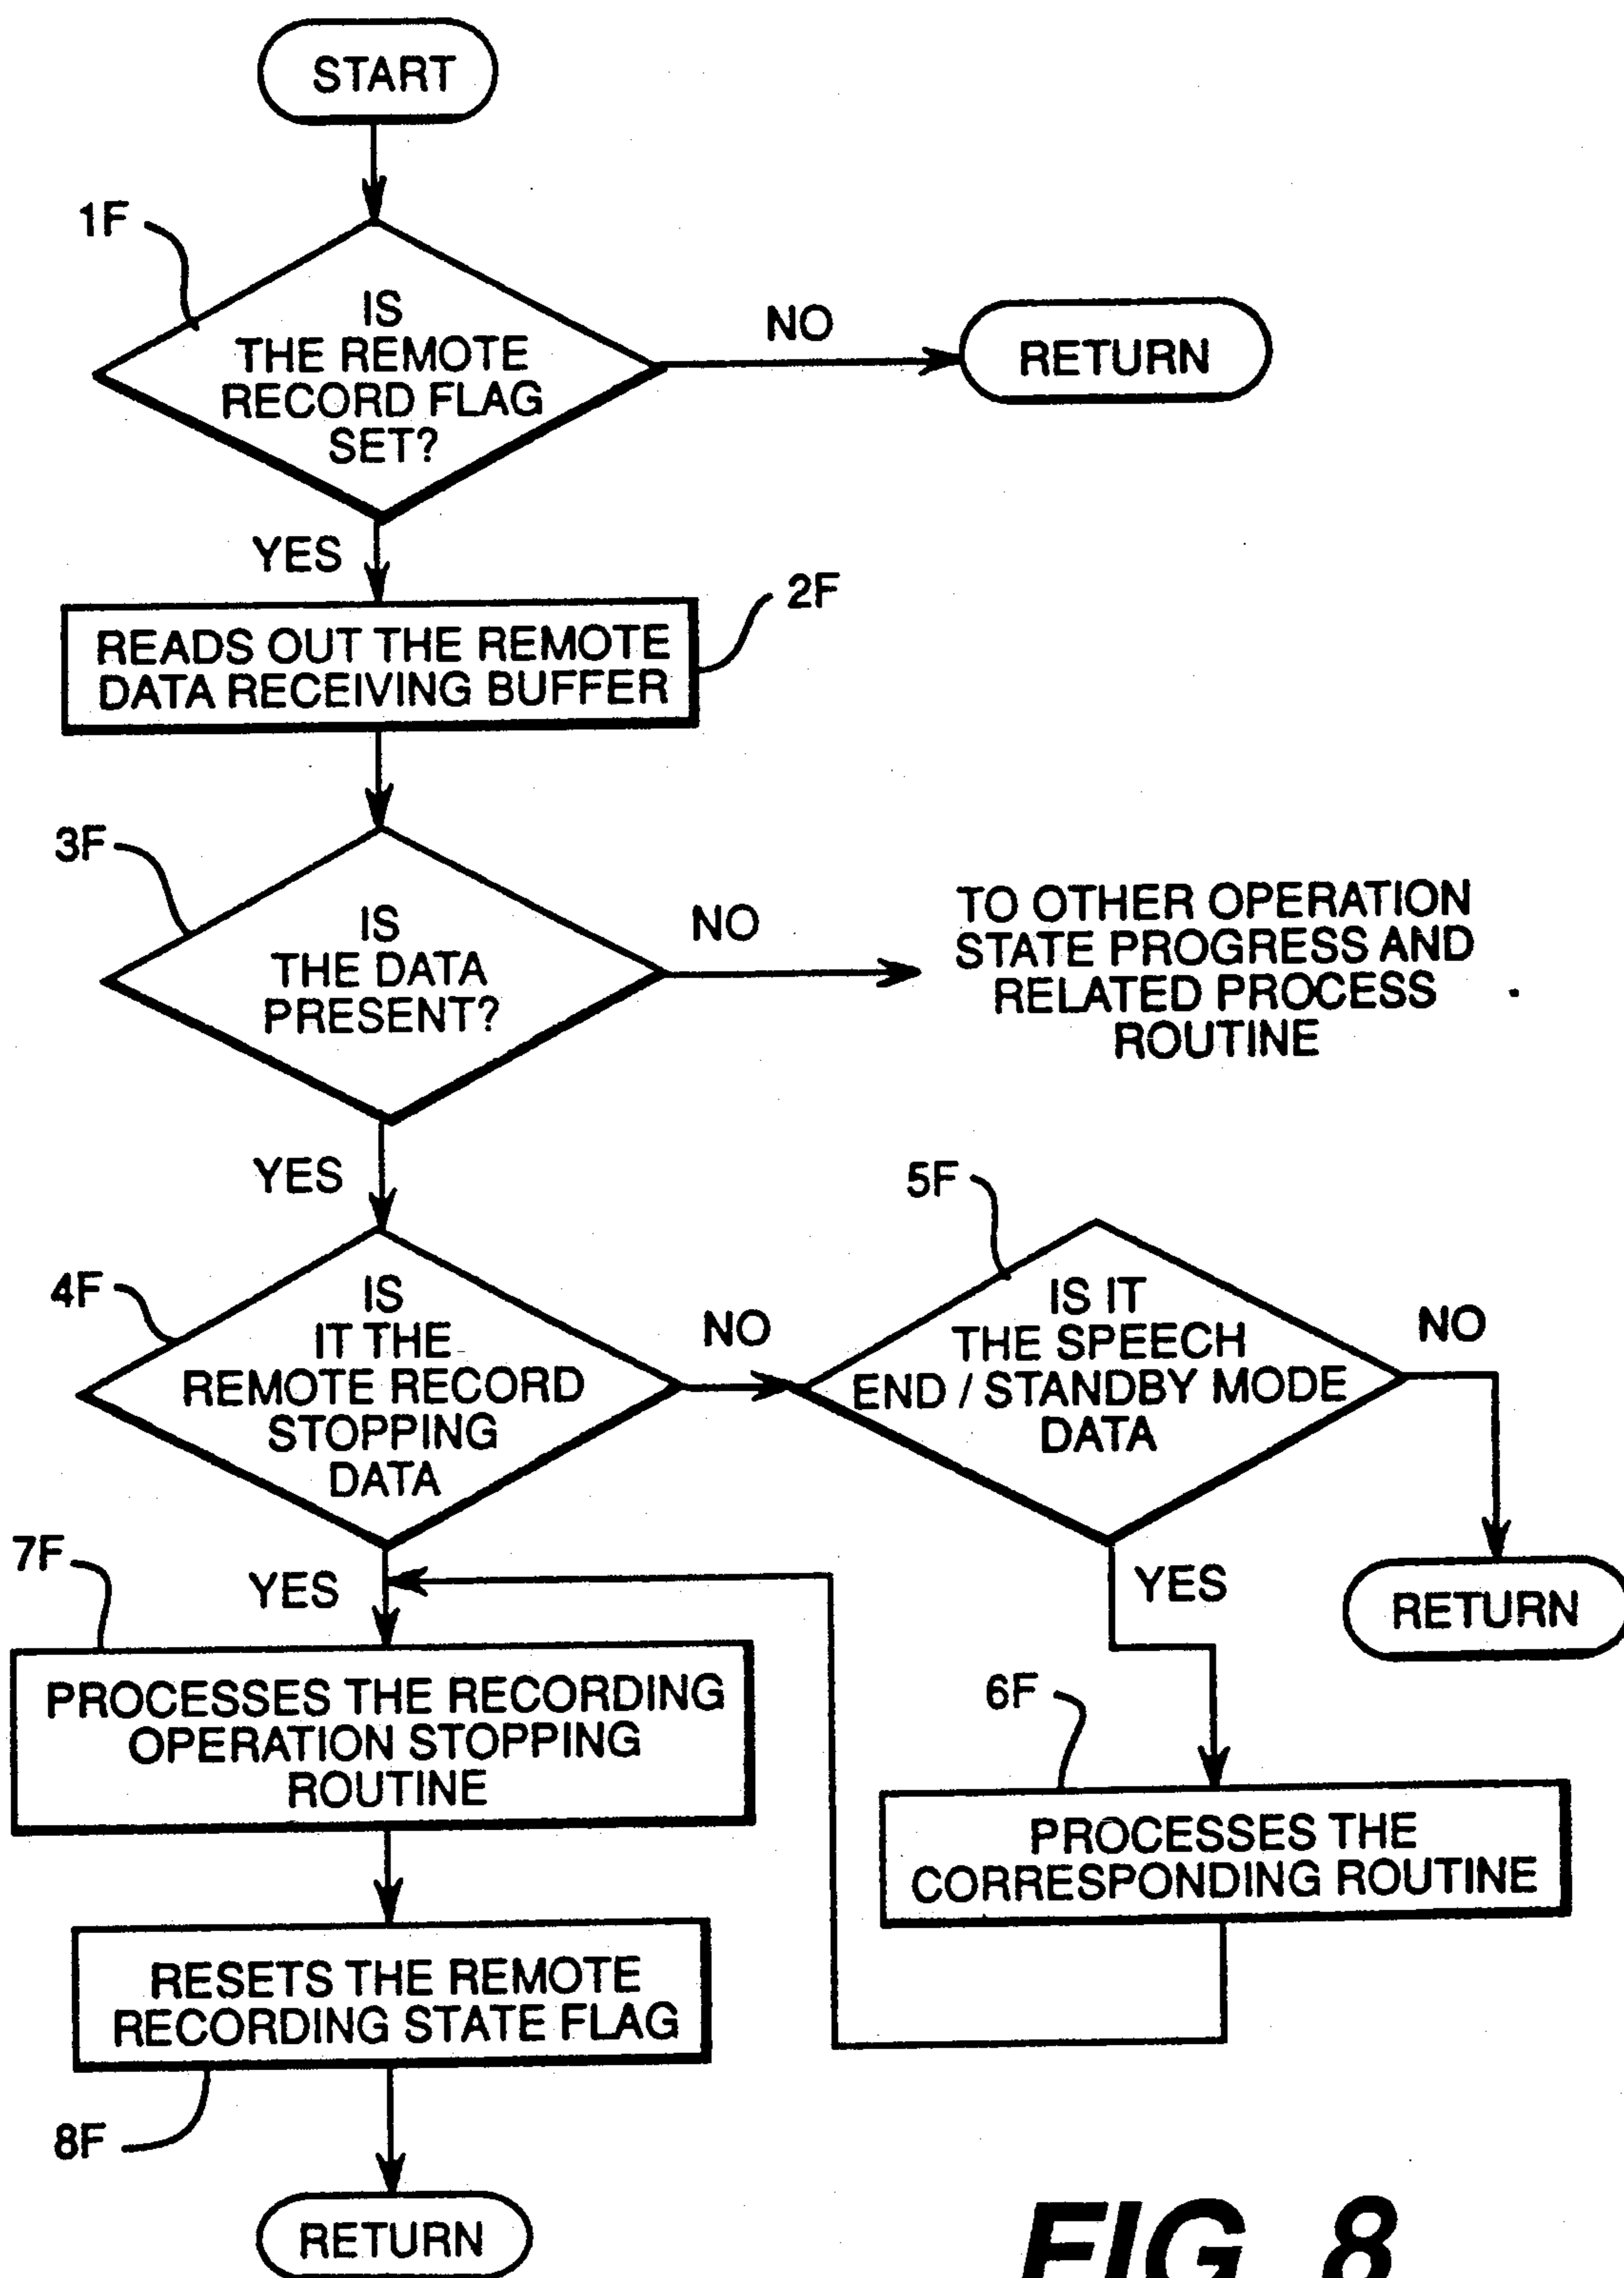 START
1F
IS
THE REMOTE
RECORD FLAG
SET?
NO
RETURN
YES
2F
READS OUT THE REMOTE
DATA RECEIVING BUFFER
3F
IS
THE DATA
PRESENT?
NO
TO OTHER OPERATION
STATE PROGRESS AND
RELATED PROCESS
ROUTINE
YES
4F
IS
IT THE
REMOTE RECORD
STOPPING
DATA
NO
5F
IS IT
THE SPEECH
END / STANDBY MODE
DATA
NO
RETURN
YES
YES
7F
PROCESSES THE RECORDING
OPERATION STOPPING
ROUTINE
6F
PROCESSES THE
CORRESPONDING ROUTINE
RESETS THE REMOTE
RECORDING STATE FLAG
8F
RETURN
FIG. 8